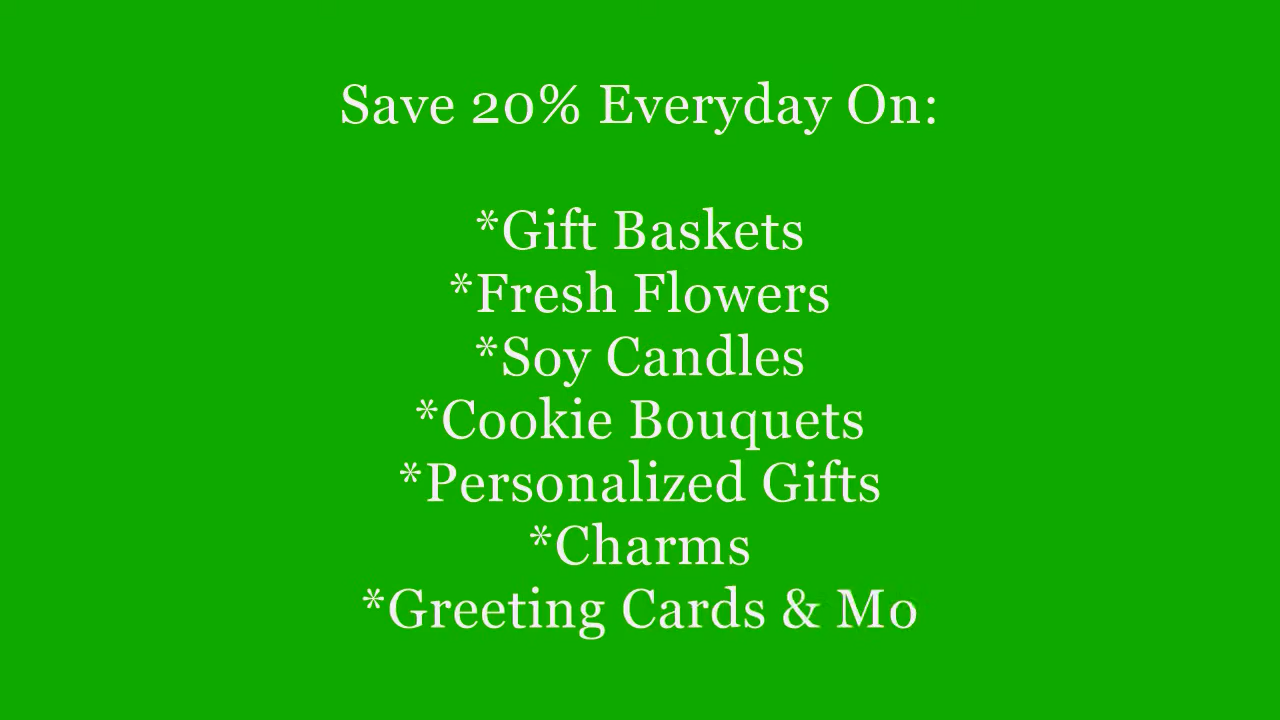 Save 20% Everyday On:
*Gift Baskets
*Fresh Flowers
*Soy Candles
*Cookie Bouquets
*Personalized Gifts
*Charms
*Greeting Cards & Mo